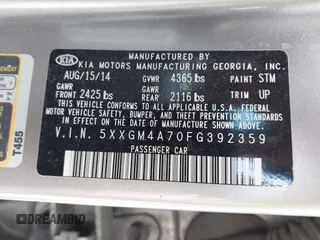 MANUFACTURED BY
KIA KIA MOTORS MANUFACTURING GEORGIA, INC.
AUG/15/14 GVWR 4365 lbs PAINT STM
GAWR FRONT 2425 lbs GAWR REAR 2116 lbs TRIM UP
THIS VEHICLE CONFORMS TO ALL APPLICABLE U.S. FEDERAL
MOTOR VEHICLE SAFETY, BUMPER, AND THEFT PREVENTION
STANDARDS IN EFFECT ON THE DATE OF MANUFACTURE SHOWN ABOVE.
V.I.N. 5XXGM4A70FG392359
PASSENGER CAR
T455
DREAMBID